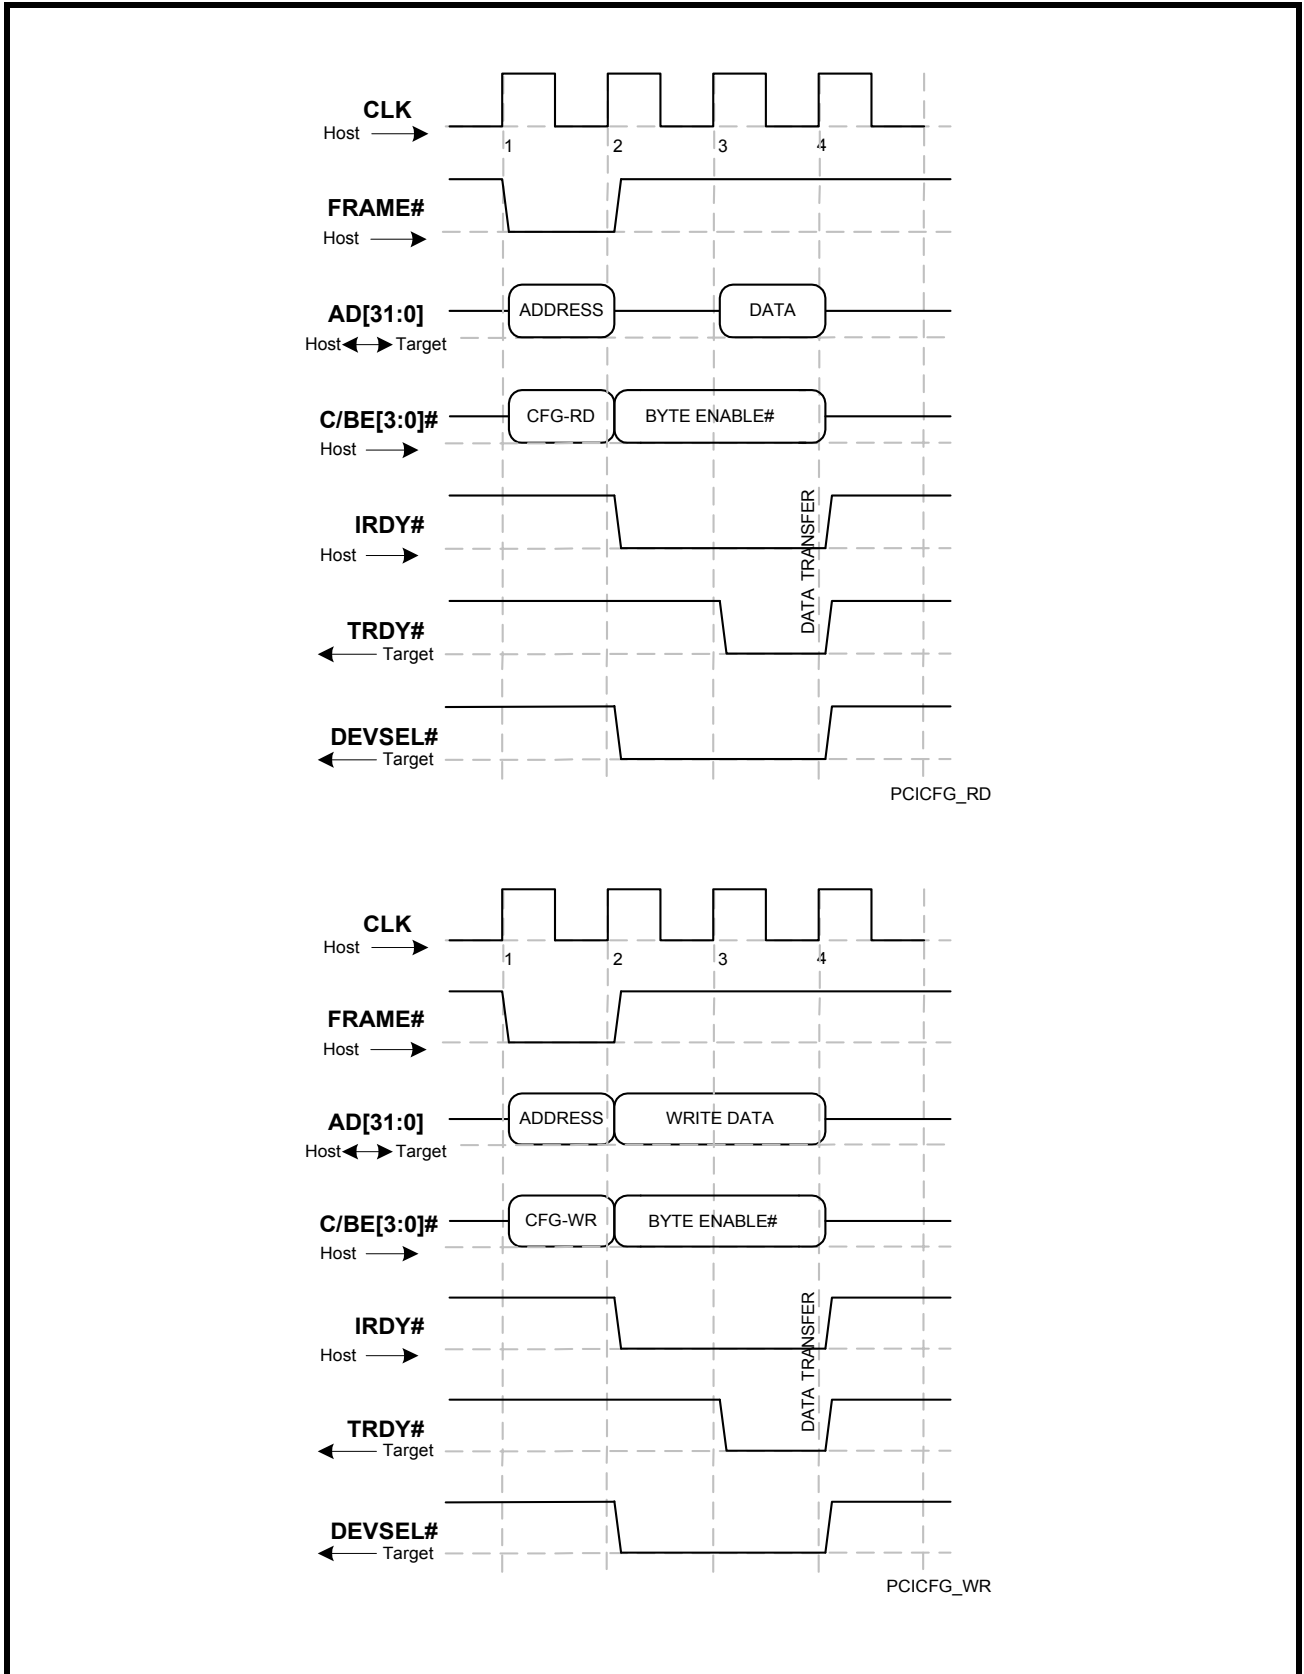 CLK
Host
1 2 3 4
FRAME#
Host
AD[31:0]
Host Target
ADDRESS DATA
C/BE[3:0]#
Host
CFG-RD BYTE ENABLE#
IRDY#
Host
DATA TRANSFER
TRDY#
Target
DEVSEL#
Target
PCICFG_RD
CLK
Host
1 2 3 4
FRAME#
Host
AD[31:0]
Host Target
ADDRESS WRITE DATA
C/BE[3:0]#
Host
CFG-WR BYTE ENABLE#
IRDY#
Host
DATA TRANSFER
TRDY#
Target
DEVSEL#
Target
PCICFG_WR